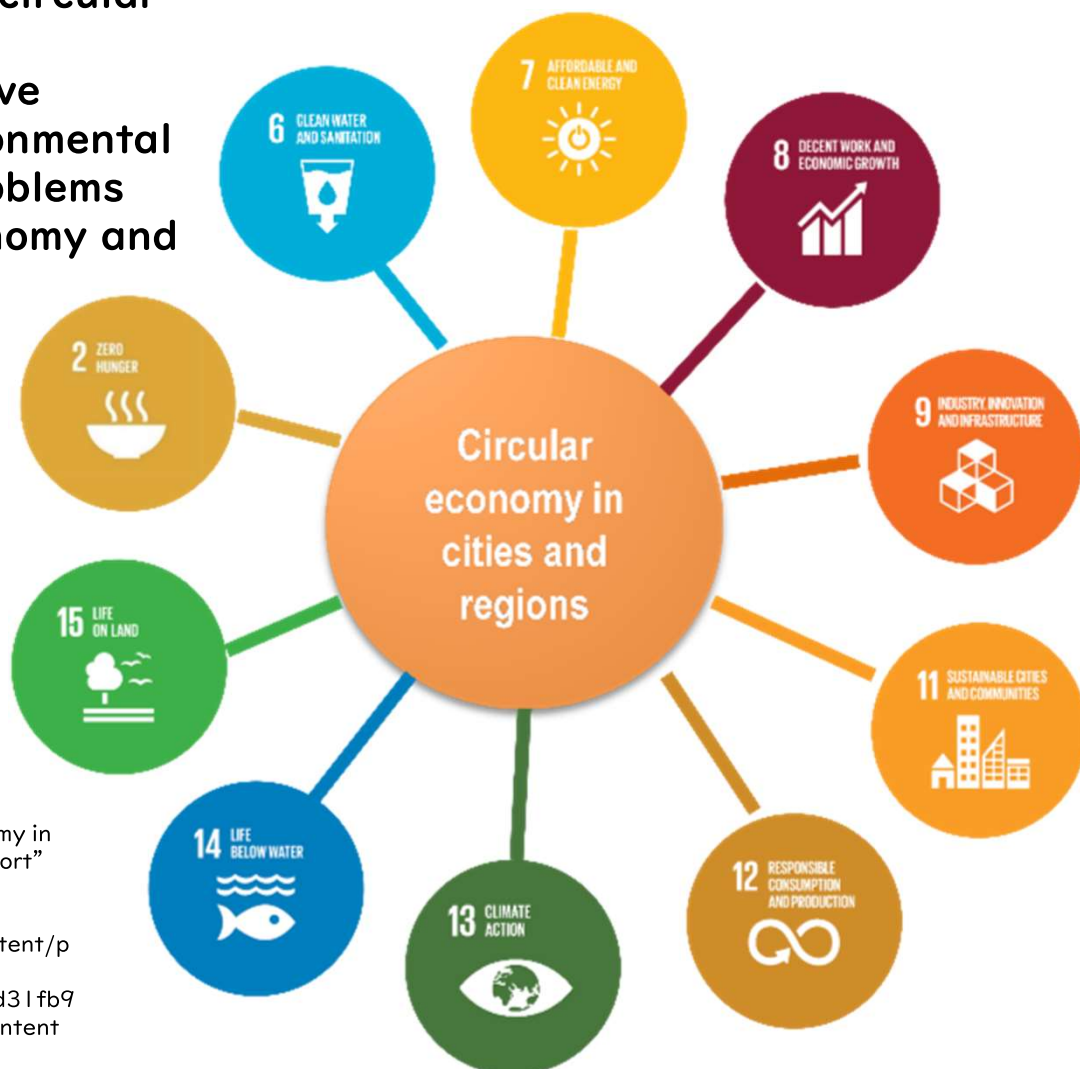 circular
ve
onmental
oblems
nomy and
6 CLEAN WATER
AND SANITATION
7 AFFORDABLE AND
CLEAN ENERGY
8 DECENT WORK AND
ECONOMIC GROWTH
2 ZERO
HUNGER
9 INDUSTRY, INNOVATION
AND INFRASTRUCTURE
Circular
economy in
cities and
regions
15 LIFE
ON LAND
11 SUSTAINABLE CITIES
AND COMMUNITIES
14 LIFE
BELOW WATER
13 CLIMATE
ACTION
12 RESPONSIBLE
CONSUMPTION
AND PRODUCTION
my in
ort”
tent/p
d31fb9
ntent